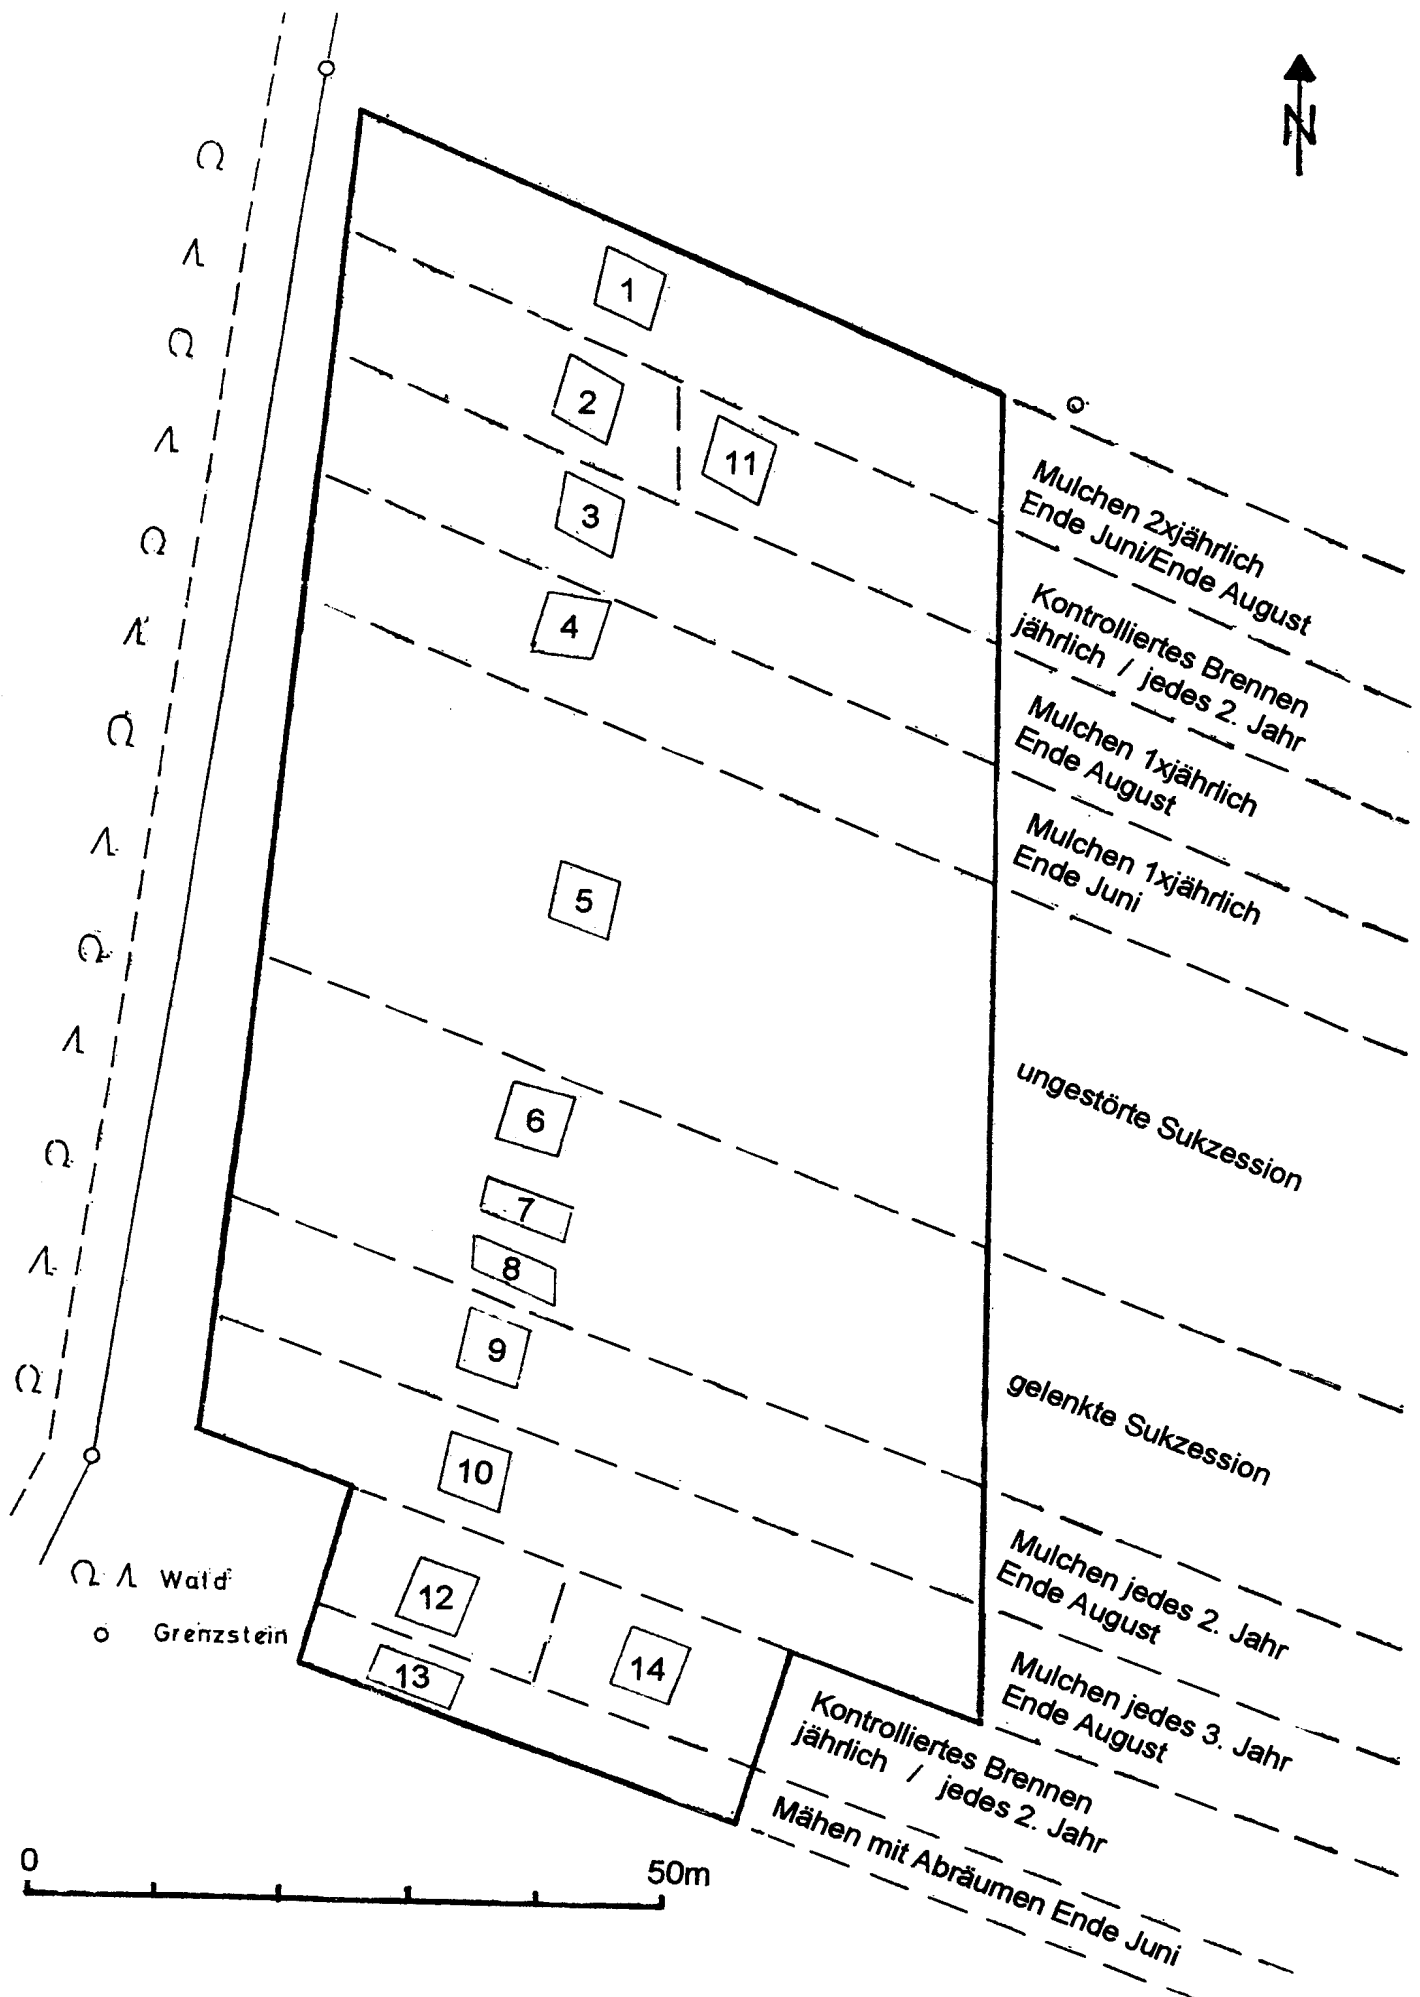 N
1
2
11
3
4
5
6
7
8
9
10
12
13
14
Mulchen 2xjährlich
Ende Juni/Ende August
Kontrolliertes Brennen
jährlich / jedes 2. Jahr
Mulchen 1xjährlich
Ende August
Mulchen 1xjährlich
Ende Juni
ungestörte Sukzession
gelenkte Sukzession
Mulchen jedes 2. Jahr
Ende August
Mulchen jedes 3. Jahr
Ende August
Kontrolliertes Brennen
jährlich / jedes 2. Jahr
Mähen mit Abräumen Ende Juni
Wald
Grenzstein
0 50m